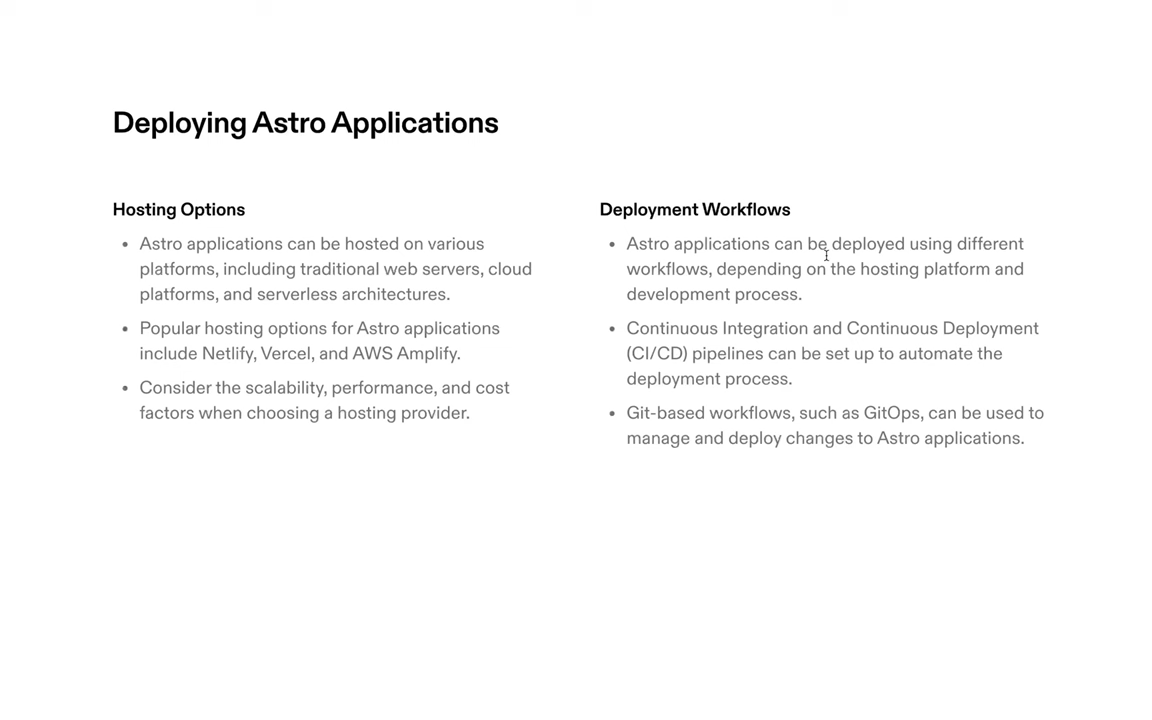 Deploying Astro Applications
Hosting Options
• Astro applications can be hosted on various
platforms, including traditional web servers, cloud
platforms, and serverless architectures.
• Popular hosting options for Astro applications
include Netlify, Vercel, and AWS Amplify.
• Consider the scalability, performance, and cost
factors when choosing a hosting provider.
Deployment Workflows
• Astro applications can be deployed using different
workflows, depending on the hosting platform and
development process.
• Continuous Integration and Continuous Deployment
(CI/CD) pipelines can be set up to automate the
deployment process.
• Git-based workflows, such as GitOps, can be used to
manage and deploy changes to Astro applications.